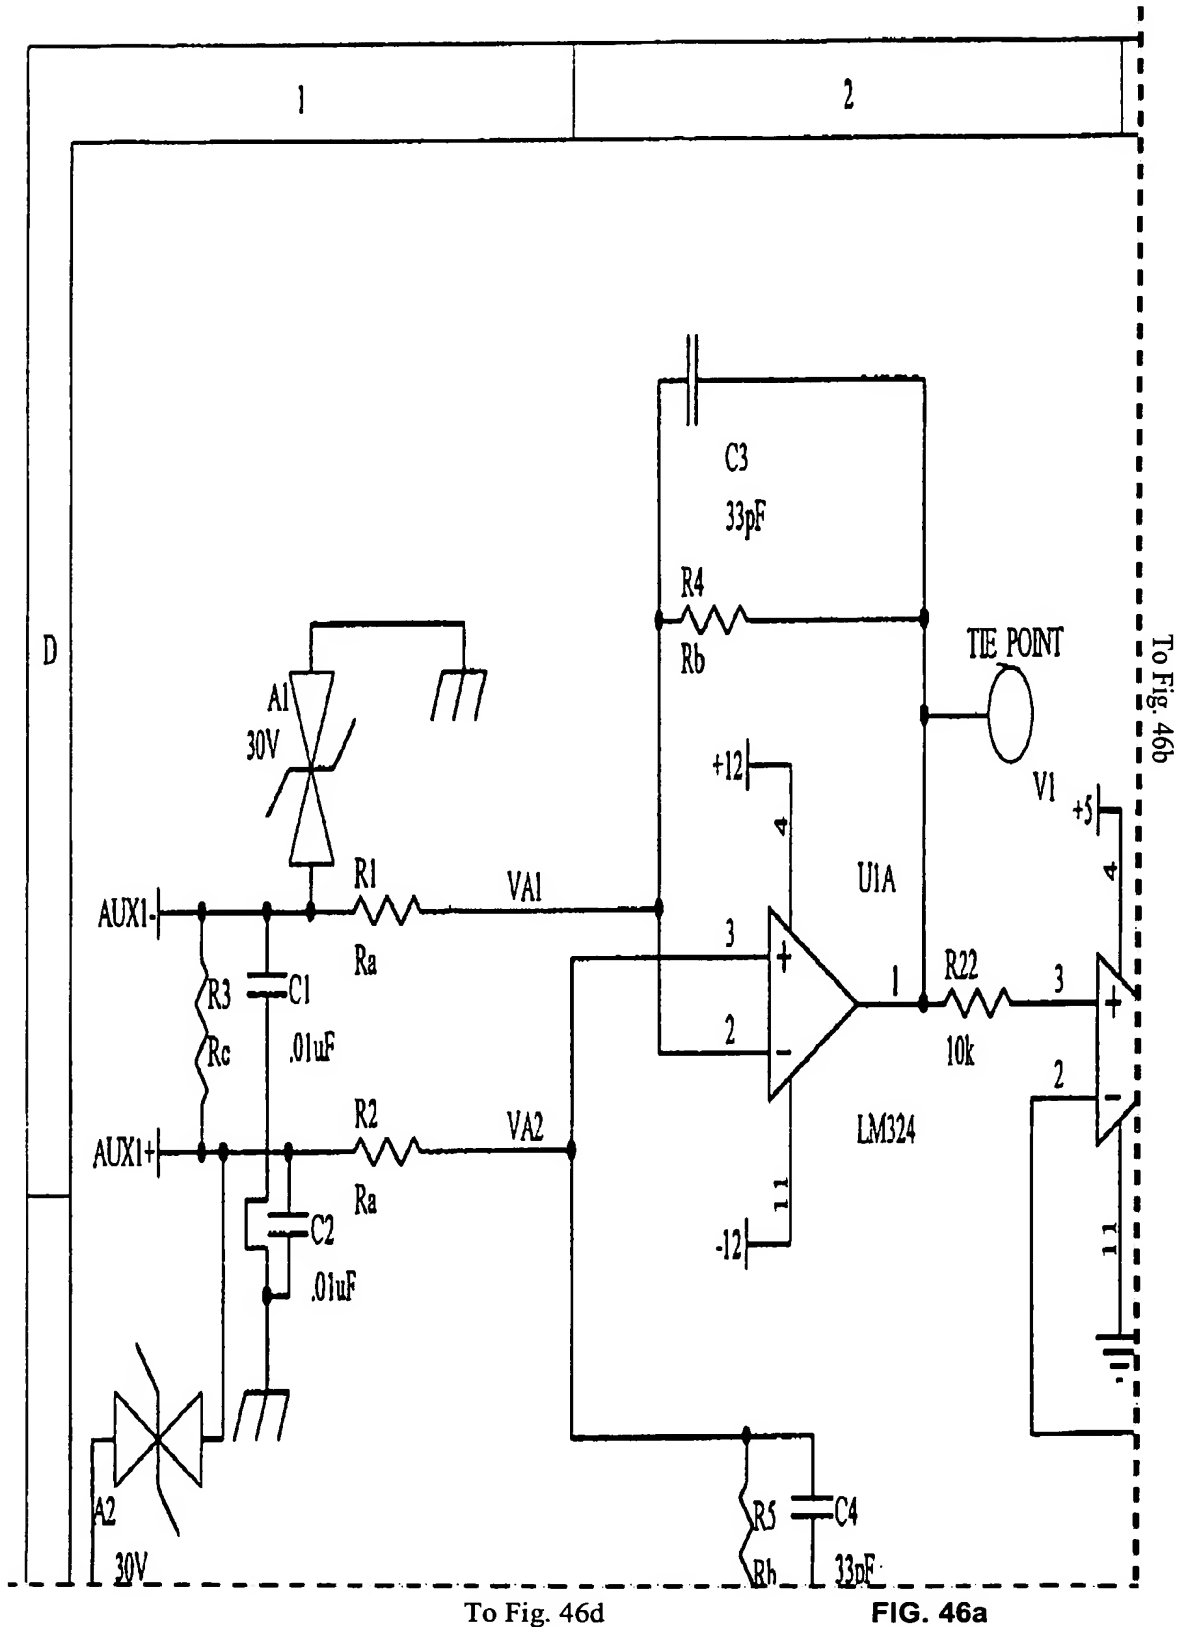 1
2
C3
33pF
R4
Rb
TIE POINT
D
A1
30V
To Fig. 46b
+12
V1
+5
4
4
U1A
R1
VA1
AUX1-
Ra
3
+
1
R22
3
+
R3
C1
2
-
10k
2
-
Rc
.01uF
R2
VA2
LM324
AUX1+
Ra
11
11
C2
-12
.01uF
A2
R5
C4
30V
Rb
33pF
To Fig. 46d
FIG. 46a